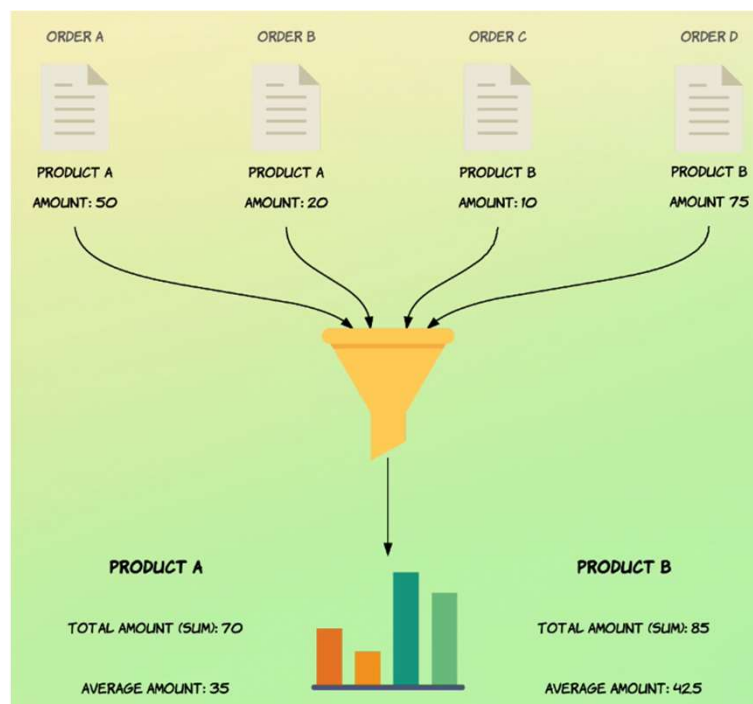 ORDER A
ORDER B
ORDER C
ORDER D
PRODUCT A
PRODUCT A
PRODUCT B
PRODUCT B
AMOUNT: 50
AMOUNT: 20
AMOUNT: 10
AMOUNT 75
PRODUCT A
PRODUCT B
TOTAL AMOUNT (SUM): 70
TOTAL AMOUNT (SUM): 85
AVERAGE AMOUNT: 35
AVERAGE AMOUNT: 42.5